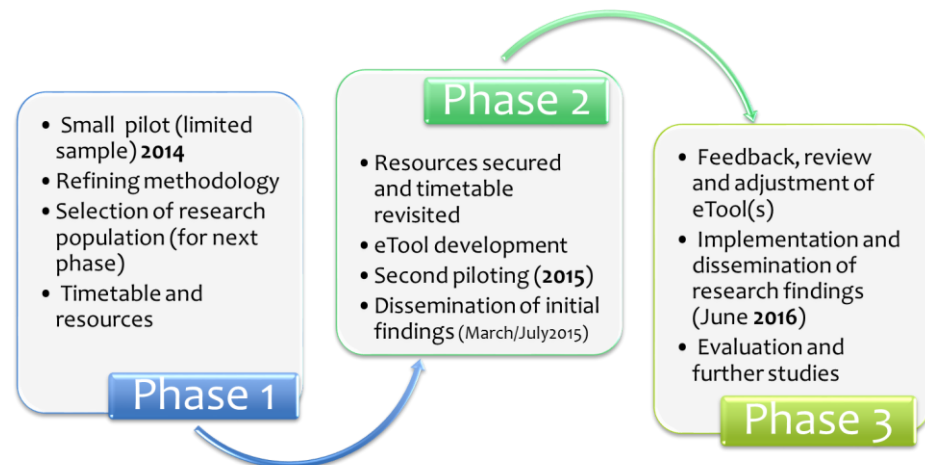 • Small pilot (limited
sample) 2014
• Refining methodology
• Selection of research
population (for next
phase)
• Timetable and
resources
Phase 1
Phase 2
• Resources secured
and timetable
revisited
• eTool development
• Second piloting (2015)
• Dissemination of initial
findings (March/July2015)
• Feedback, review
and adjustment of
eTool(s)
• Implementation and
dissemination of
research findings
(June 2016)
• Evaluation and
further studies
Phase 3